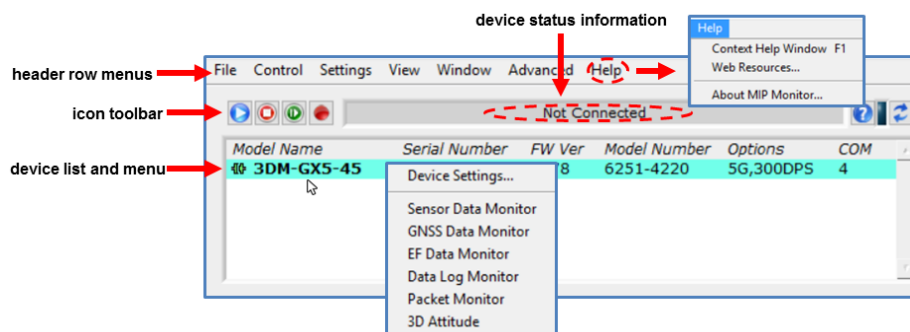 device status information
Help
Context Help Window F1
Web Resources...
About MIP Monitor...
header row menus
File Control Settings View Window Advanced Help
icon toolbar
Not Connected
Model Name Serial Number FW Ver Model Number Options COM
device list and menu
3DM-GX5-45 8 6251-4220 5G,300DPS 4
Device Settings...
Sensor Data Monitor
GNSS Data Monitor
EF Data Monitor
Data Log Monitor
Packet Monitor
3D Attitude